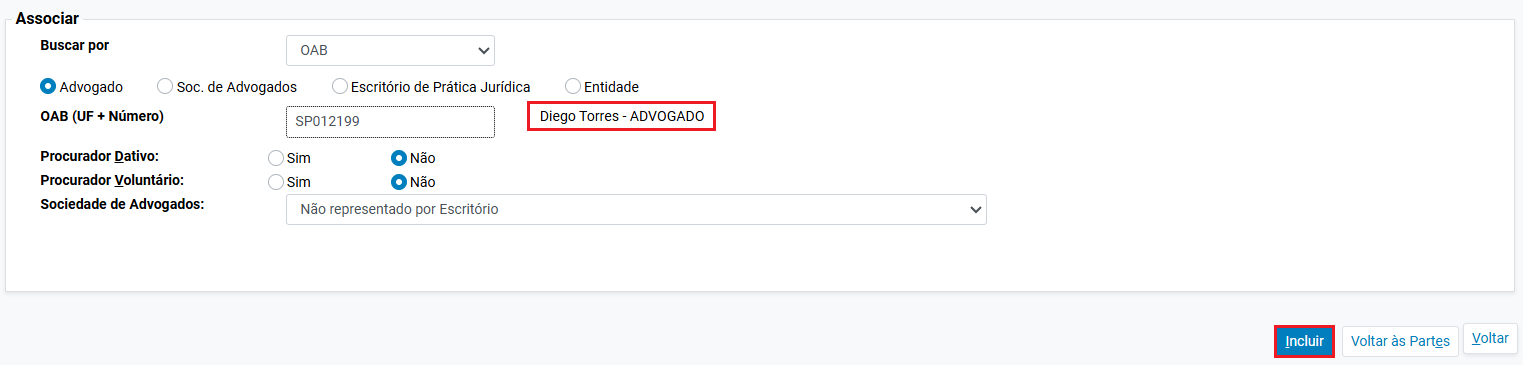 Associar
Buscar por
OAB
Advogado Soc. de Advogados Escritório de Prática Jurídica Entidade
OAB (UF + Número) SP012199 Diego Torres - ADVOGADO
Procurador Dativo: Sim Não
Procurador Voluntário: Sim Não
Sociedade de Advogados: Não representado por Escritório
Incluir Voltar às Partes Voltar